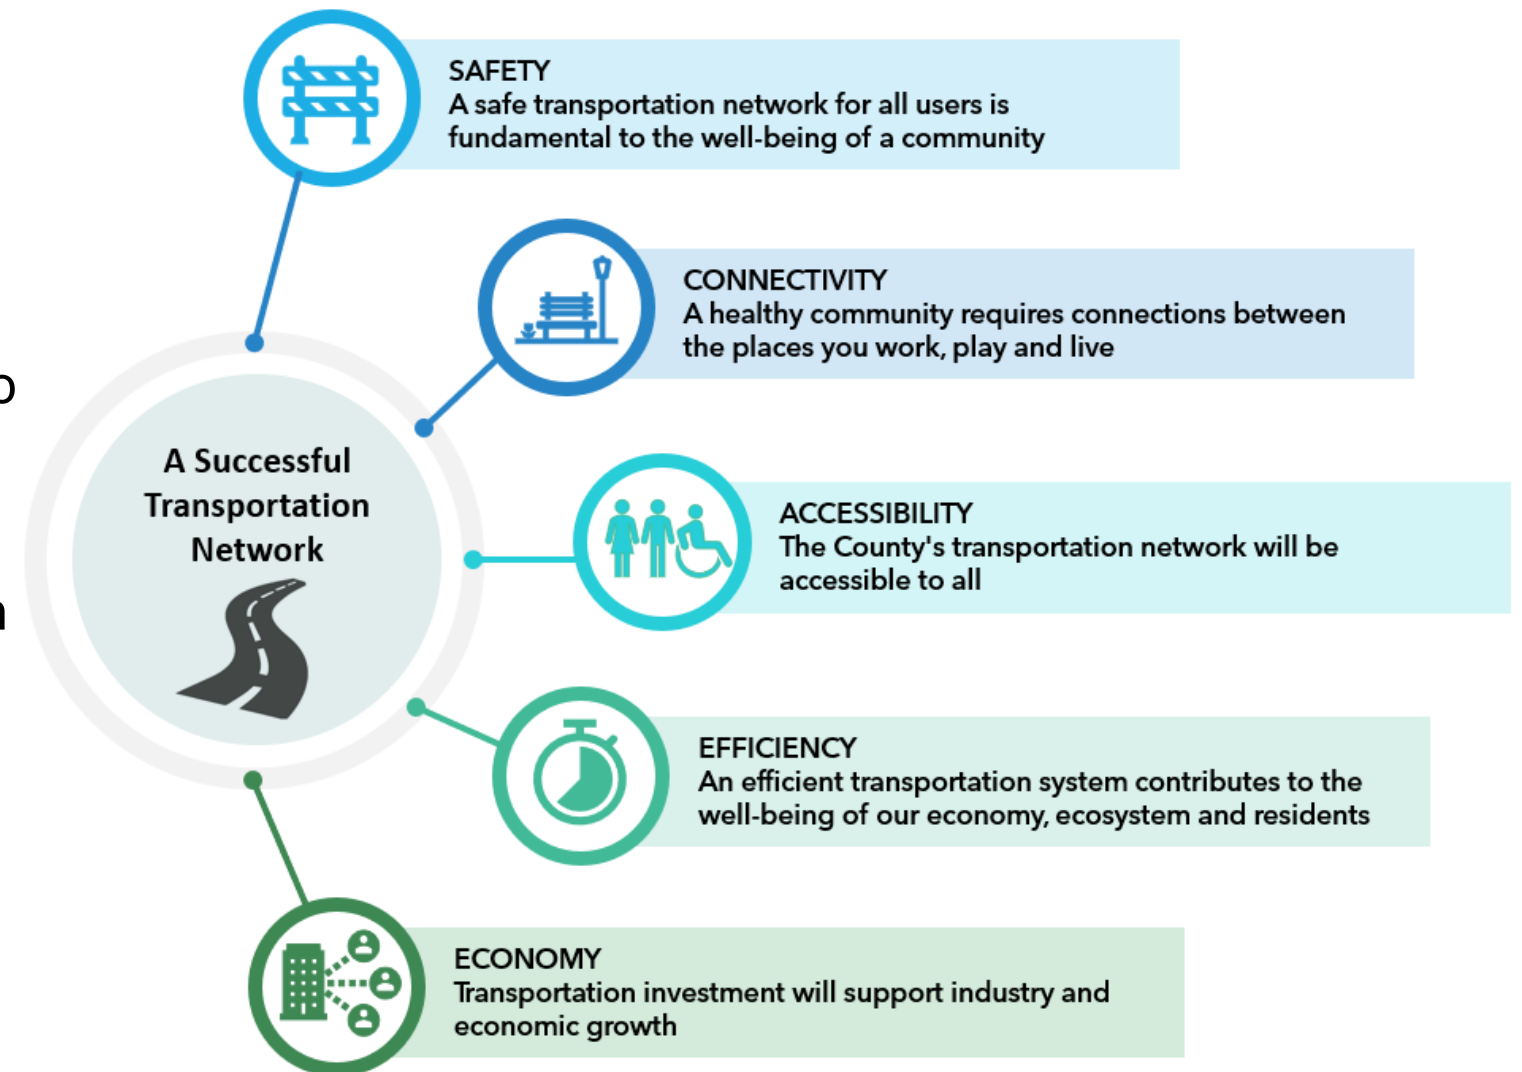 SAFETY
A safe transportation network for all users is
fundamental to the well-being of a community
CONNECTIVITY
A healthy community requires connections between
the places you work, play and live
A Successful
Transportation
Network
ACCESSIBILITY
The County's transportation network will be
accessible to all
EFFICIENCY
An efficient transportation system contributes to the
well-being of our economy, ecosystem and residents
ECONOMY
Transportation investment will support industry and
economic growth